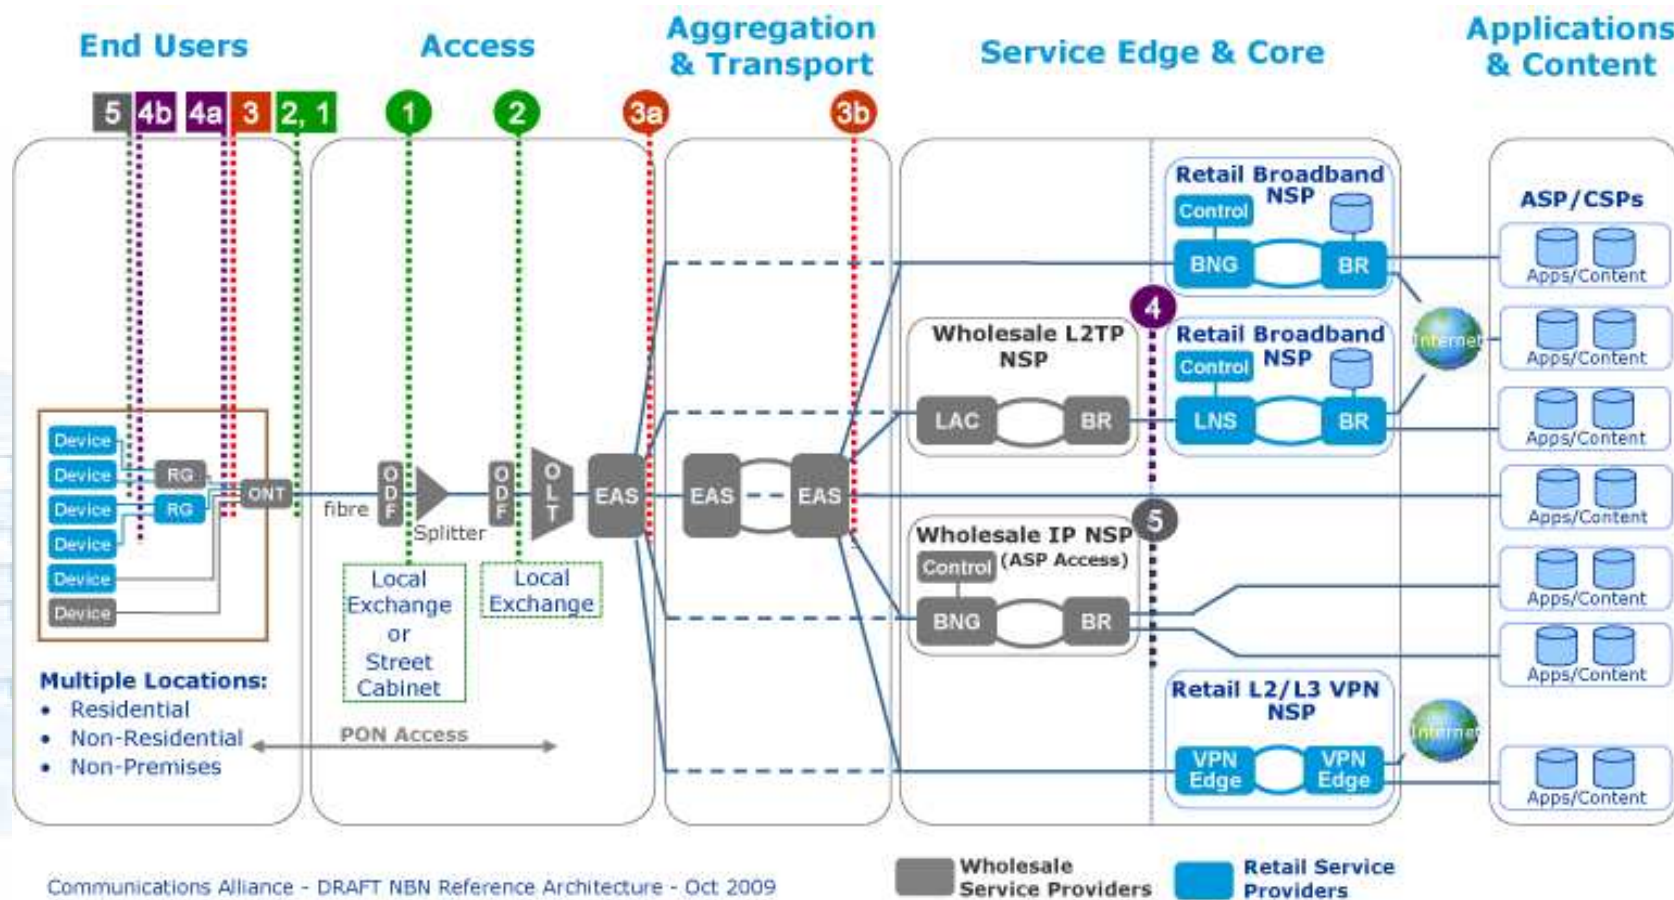 End Users
Access
Aggregation
& Transport
Service Edge & Core
Applications
& Content
5
4b
4a
3
2, 1
1
2
3a
3b
Retail Broadband
NSP
Control
BNG
BR
ASP/CSPs
Apps/Content
4
Wholesale L2TP
NSP
LAC
BR
Retail Broadband
NSP
Control
LNS
BR
Internet
Apps/Content
Apps/Content
Device
Device
Device
Device
Device
Device
RG
RG
ONT
fibre
ODF
Splitter
ODF
OLT
EAS
EAS
EAS
Apps/Content
5
Wholesale IP NSP
(ASP Access)
Control
BNG
BR
Apps/Content
Apps/Content
Local
Exchange
or
Street
Cabinet
Local
Exchange
Multiple Locations:
• Residential
• Non-Residential
• Non-Premises
PON Access
Retail L2/L3 VPN
NSP
VPN
Edge
VPN
Edge
Internet
Apps/Content
Communications Alliance - DRAFT NBN Reference Architecture - Oct 2009
Wholesale
Service Providers
Retail Service
Providers